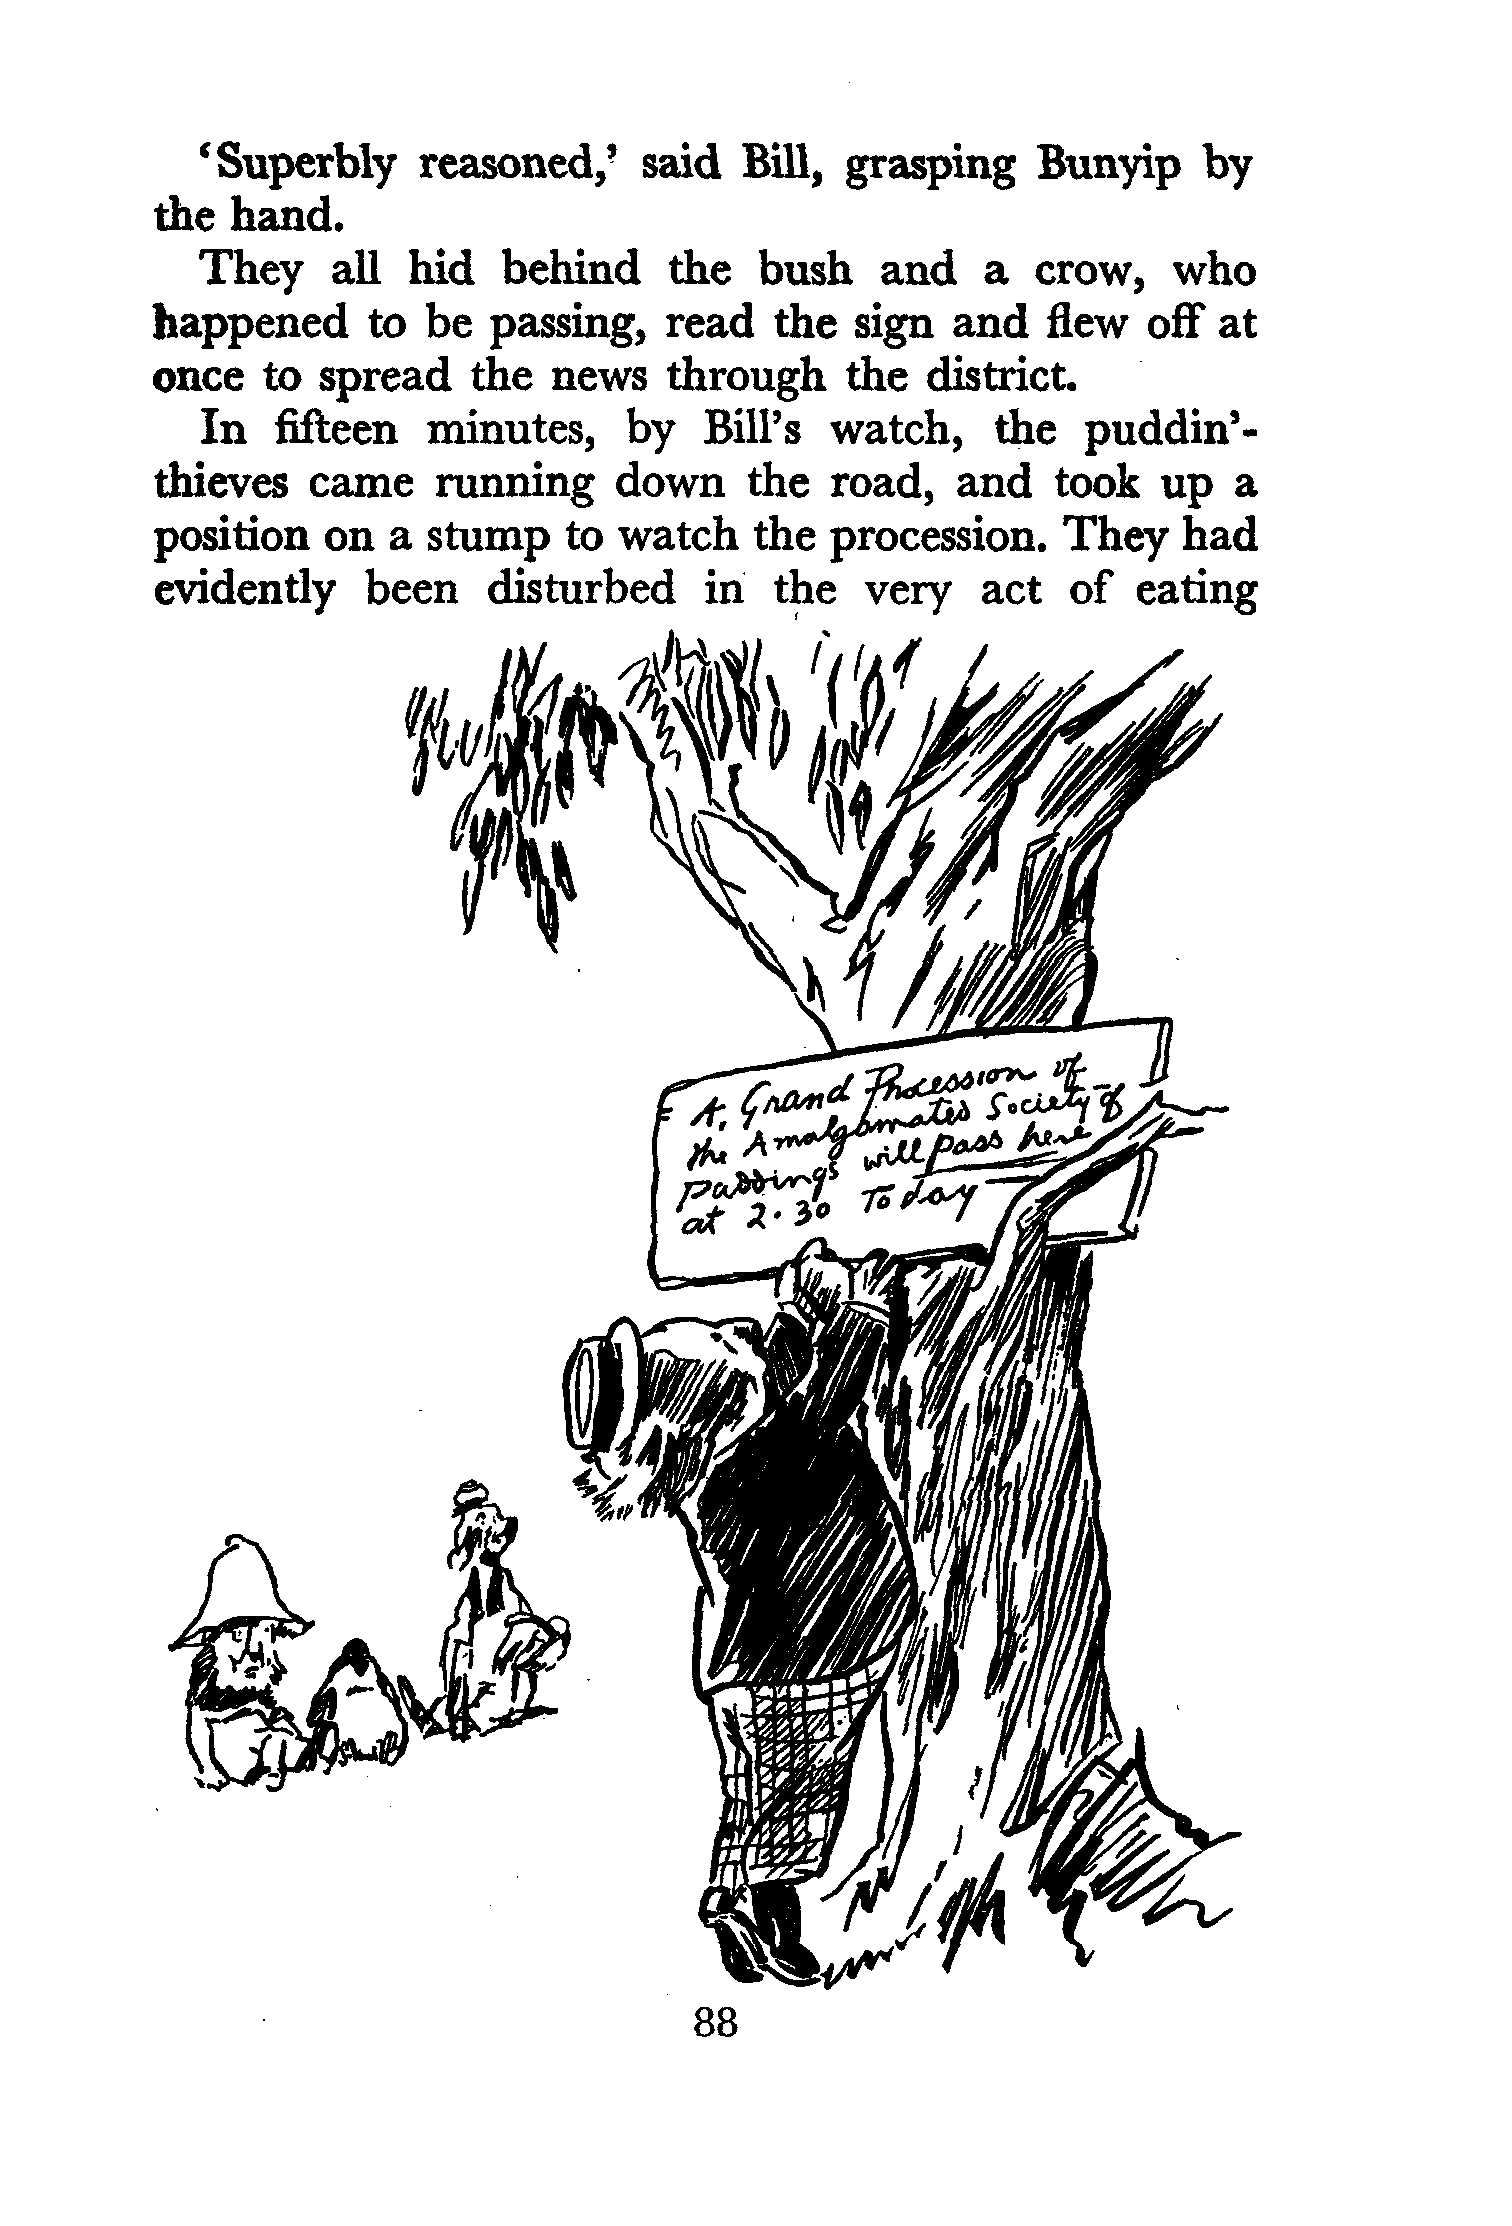 ‘Superbly reasoned,’ said Bill, grasping Bunyip by
the hand.
They all hid behind the bush and a crow, who
happened to be passing, read the sign and flew off at
once to spread the news through the district.
In fifteen minutes, by Bill’s watch, the puddin’-
thieves came running down the road, and took up a
position on a stump to watch the procession. They had
evidently been disturbed in the very act of eating
A, Grand Procession of
the Amalgamated Society of
Puddings will pass here
at 2.30 To day
88